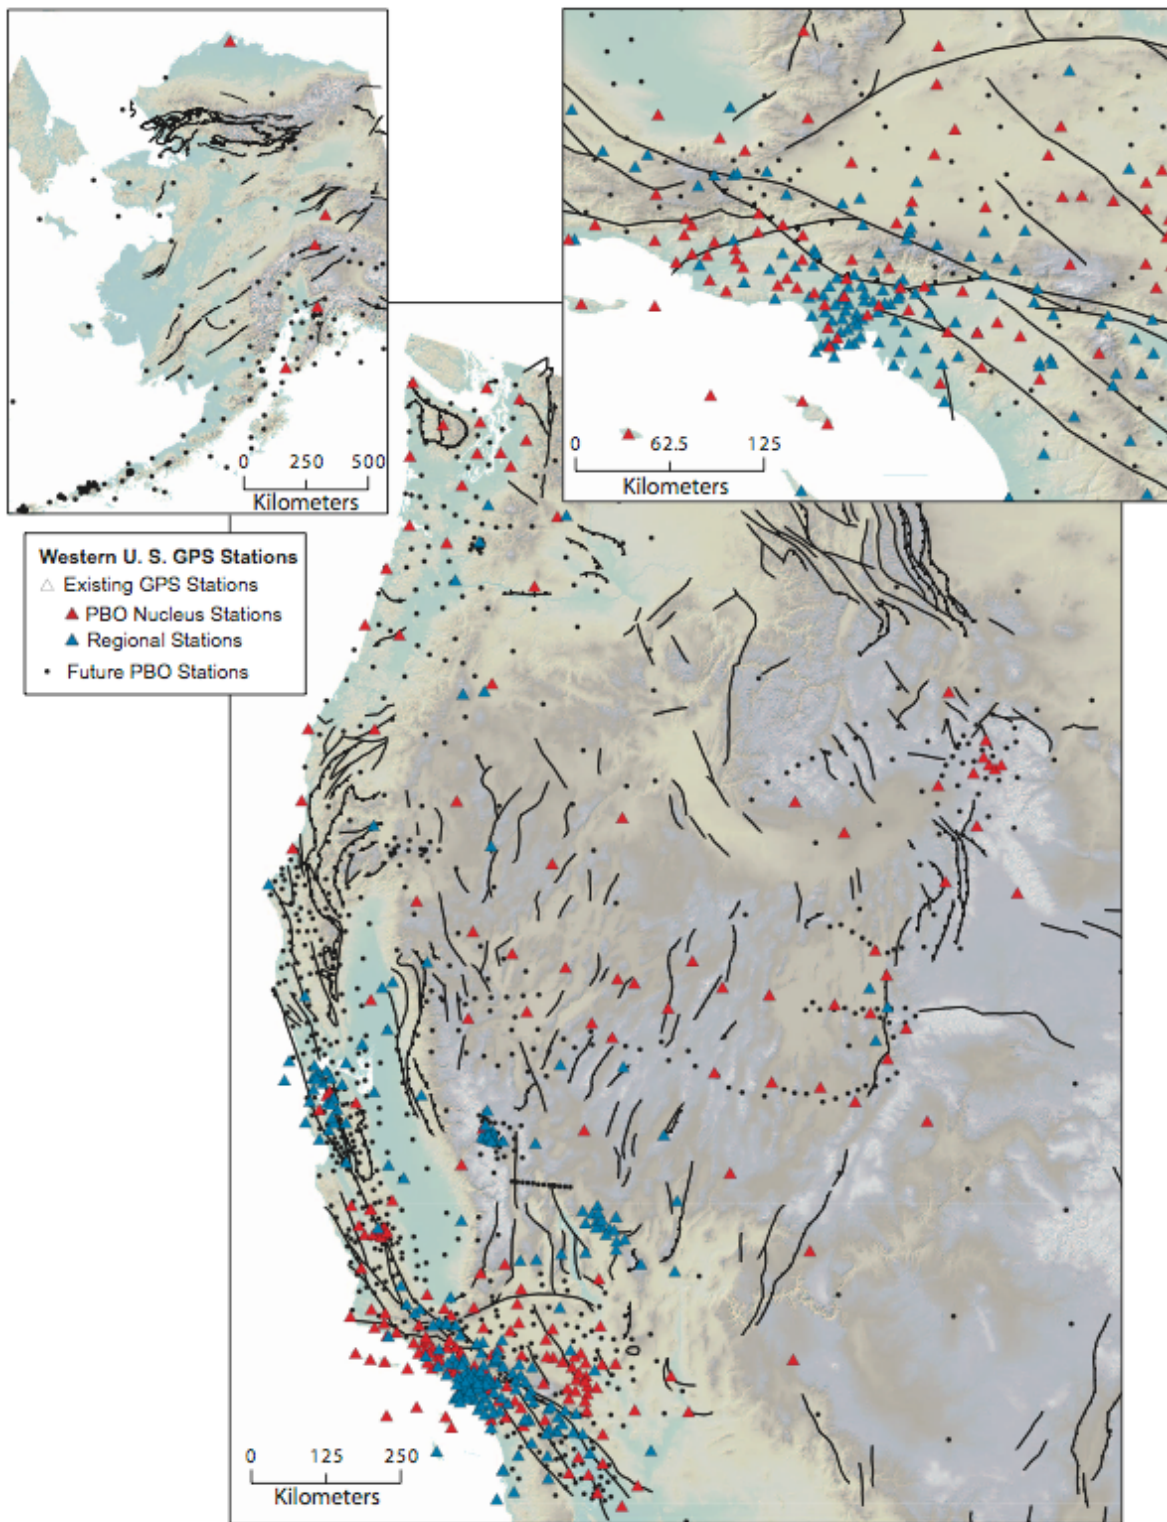 0 250 500
Kilometers
0 62.5 125
Kilometers
Western U. S. GPS Stations
Existing GPS Stations
PBO Nucleus Stations
Regional Stations
Future PBO Stations
0 125 250
Kilometers